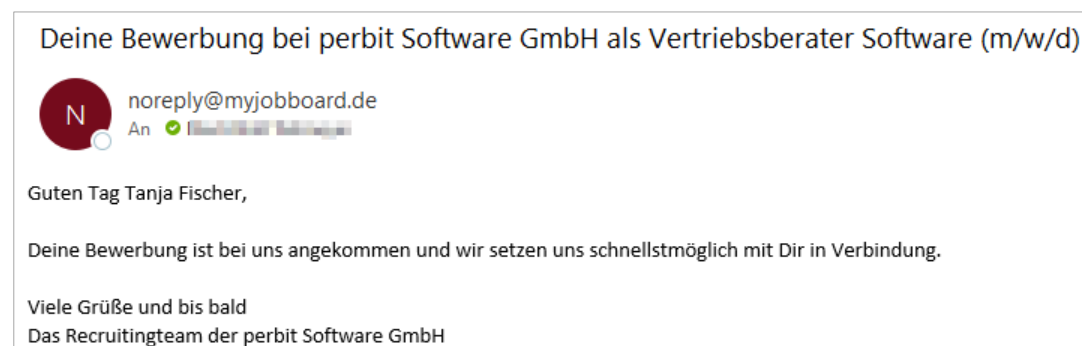 Deine Bewerbung bei perbit Software GmbH als Vertriebsberater Software (m/w/d)
N
noreply@myjobboard.de
An
Guten Tag Tanja Fischer,
Deine Bewerbung ist bei uns angekommen und wir setzen uns schnellstmöglich mit Dir in Verbindung.
Viele Grüße und bis bald
Das Recruitingteam der perbit Software GmbH